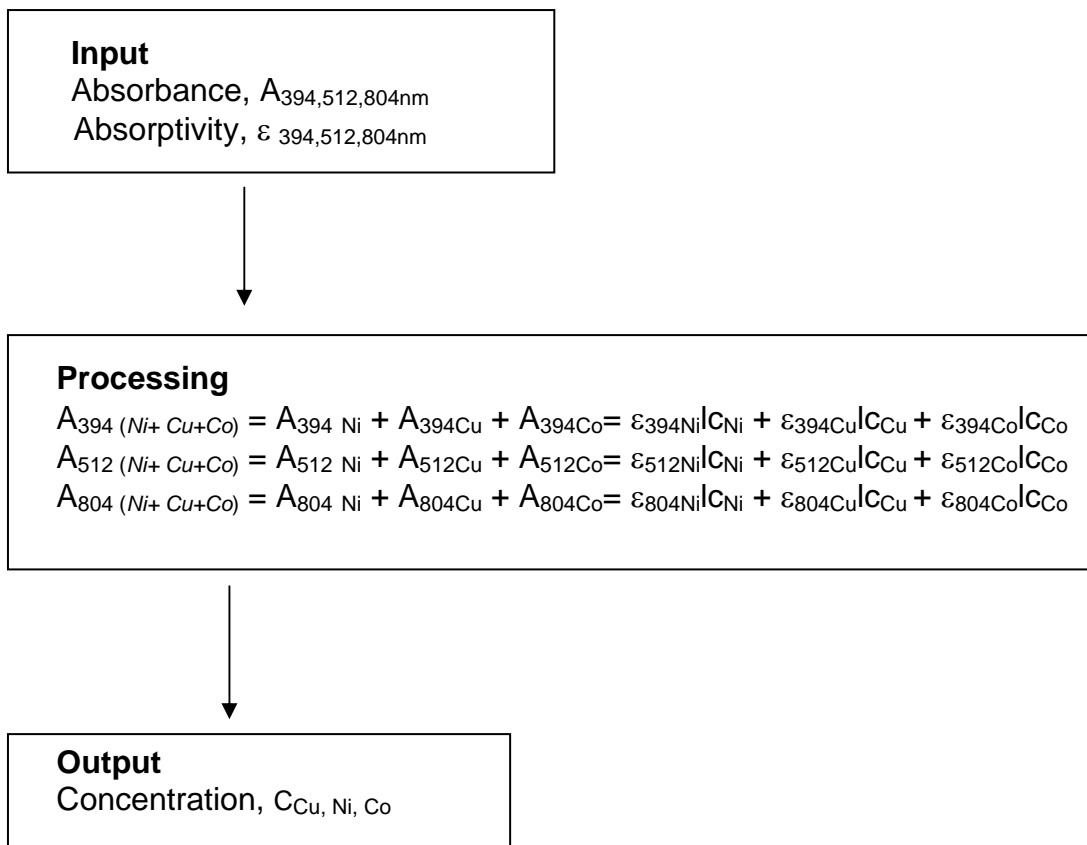 Input
Absorbance, A394,512,804nm
Absorptivity, ε 394,512,804nm
Processing
A394 (Ni+ Cu+Co) = A394 Ni + A394Cu + A394Co= ε394NilcNi + ε394CulcCu + ε394ColcCo
A512 (Ni+ Cu+Co) = A512 Ni + A512Cu + A512Co= ε512NilcNi + ε512CulcCu + ε512ColcCo
A804 (Ni+ Cu+Co) = A804 Ni + A804Cu + A804Co= ε804NilcNi + ε804CulcCu + ε804ColcCo
Output
Concentration, CCu, Ni, Co